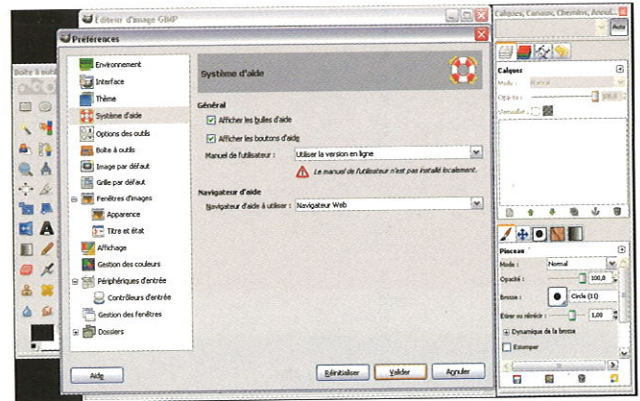 Editeur d'image GIMP
Préférences
Environnement
Interface
Thème
Système d'aide
Options des outils
Boîte à outils
Image par défaut
Grille par défaut
Fenêtres d'images
Apparence
Titre et état
Affichage
Gestion des couleurs
Périphériques d'entrée
Contrôleurs d'entrée
Gestion des fenêtres
Dossiers
Système d'aide
Général
Afficher les bulles d'aide
Afficher les boutons d'aide
Manuel de l'utilisateur : Utiliser la version en ligne
Le manuel de l'utilisateur n'est pas installé localement.
Navigateur d'aide
Navigateur d'aide à utiliser : Navigateur Web
Aide
Réinitialiser Valider Annuler
Boîte à outils
Calques, Canaux, Chemins, Annul...
Auto
Calques
Mode : Normal
Opacité : 100,0
Verrouiller :
Pinceau
Mode : Normal
Opacité : 100,0
Brosse : Circle (11)
Étirer ou rétrécir : 1,00
Dynamique de la brosse
Estomper